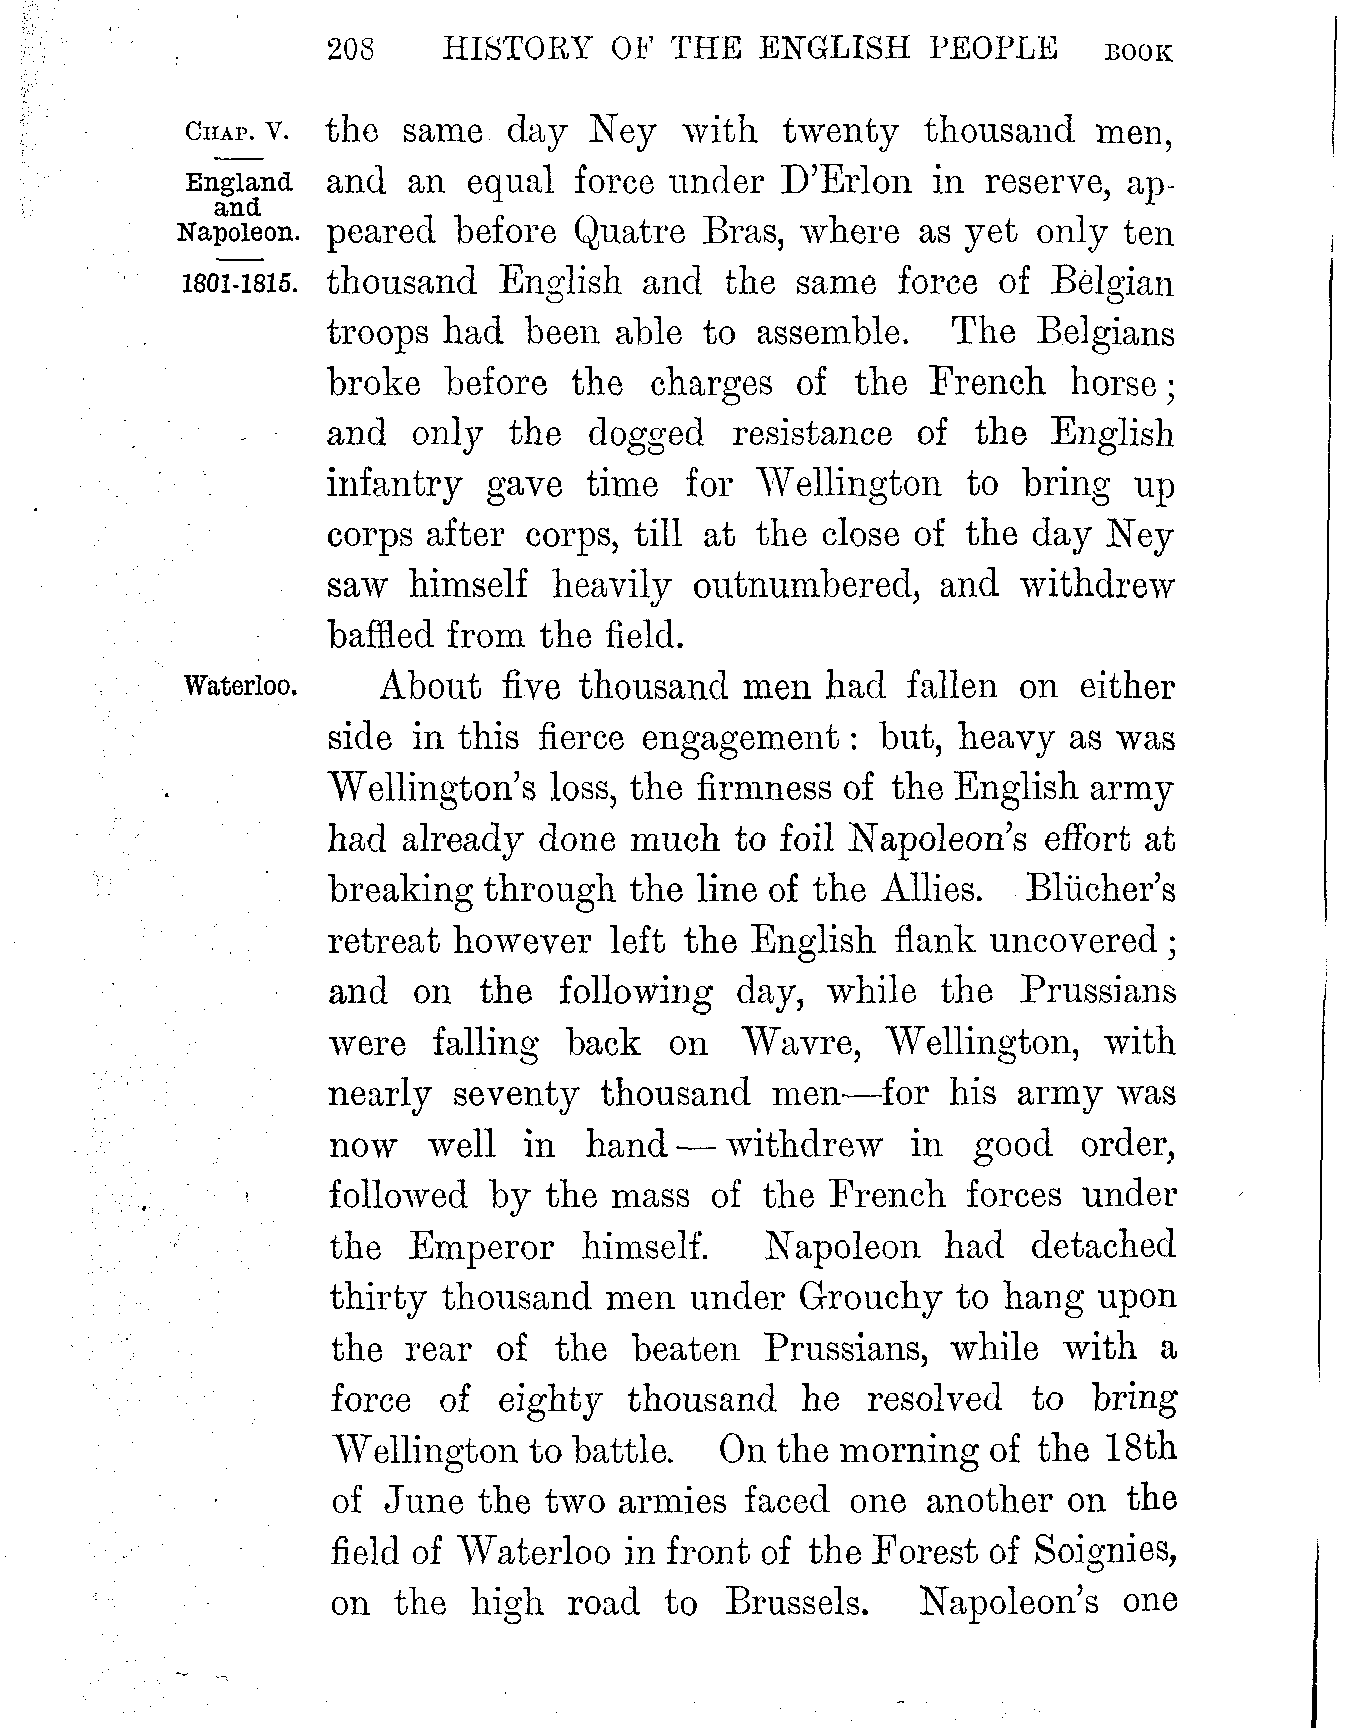 208 HISTORY OF THE ENGLISH PEOPLE BOOK
CHAP. V.
England
and
Napoleon.
1801-1815.
the same day Ney with twenty thousand men,
and an equal force under D'Erlon in reserve, ap-
peared before Quatre Bras, where as yet only ten
thousand English and the same force of Belgian
troops had been able to assemble. The Belgians
broke before the charges of the French horse;
and only the dogged resistance of the English
infantry gave time for Wellington to bring up
corps after corps, till at the close of the day Ney
saw himself heavily outnumbered, and withdrew
baffled from the field.
Waterloo.
About five thousand men had fallen on either
side in this fierce engagement: but, heavy as was
Wellington's loss, the firmness of the English army
had already done much to foil Napoleon's effort at
breaking through the line of the Allies. Blücher's
retreat however left the English flank uncovered;
and on the following day, while the Prussians
were falling back on Wavre, Wellington, with
nearly seventy thousand men—for his army was
now well in hand—withdrew in good order,
followed by the mass of the French forces under
the Emperor himself. Napoleon had detached
thirty thousand men under Grouchy to hang upon
the rear of the beaten Prussians, while with a
force of eighty thousand he resolved to bring
Wellington to battle. On the morning of the 18th
of June the two armies faced one another on the
field of Waterloo in front of the Forest of Soignies,
on the high road to Brussels. Napoleon's one